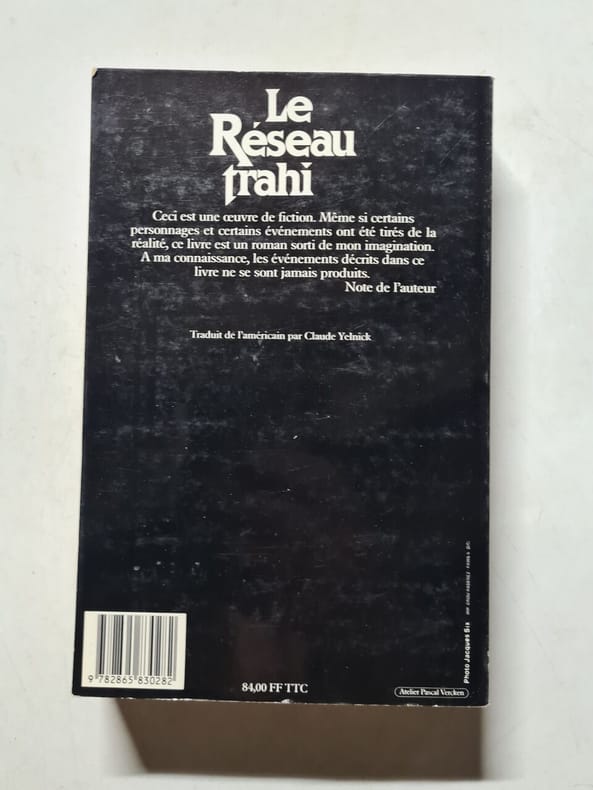 Le
Réseau
trahi
Ceci est une œuvre de fiction. Même si certains
personnages et certains événements ont été tirés de la
réalité, ce livre est un roman sorti de mon imagination.
A ma connaissance, les événements décrits dans ce
livre ne se sont jamais produits.
Note de l'auteur
Traduit de l'américain par Claude Yelnick
9 782865 830282
84,00 FF TTC
Atelier Pascal Vercken
Photo Jacques Six